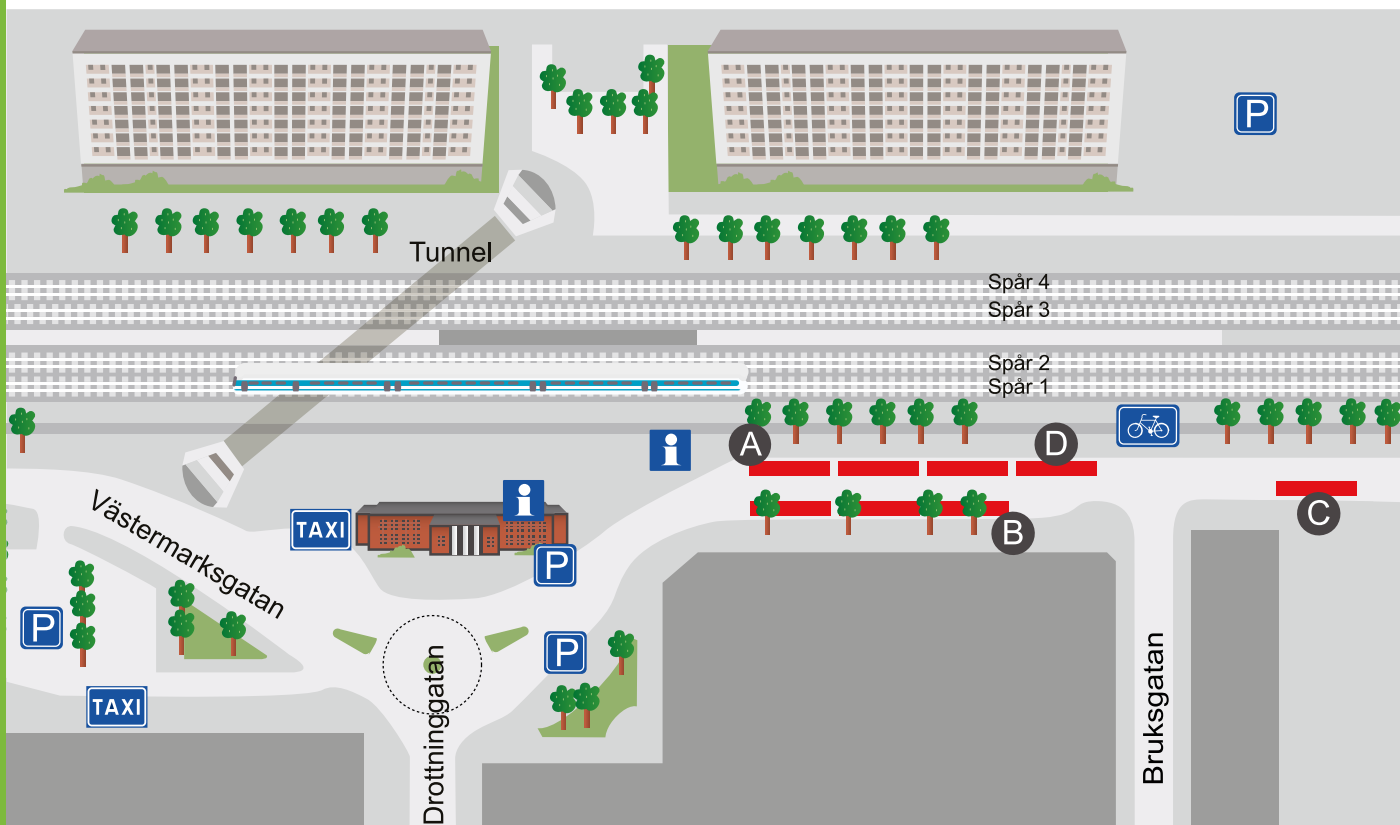 P
Tunnel
Spår 4
Spår 3
Spår 2
Spår 1
A
D
i
i
C
B
TAXI
Västermarksgatan
P
P
P
TAXI
Drottninggatan
Bruksgatan